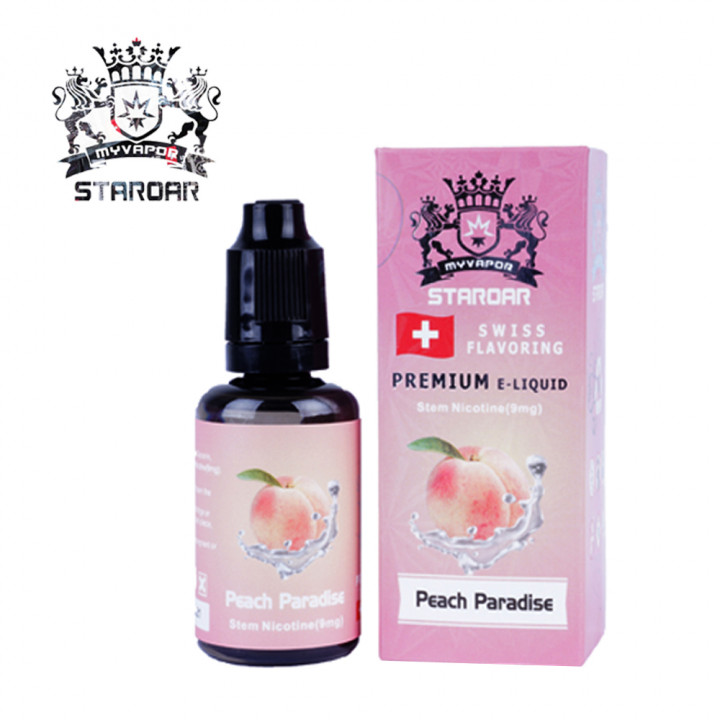 MYVAPOR
STAROAR
MYVAPOR
STAROAR
SWISS
FLAVORING
PREMIUM E-LIQUID
Stem Nicotine(9mg)
Peach Paradise
Peach Paradise
Stem Nicotine(9mg)